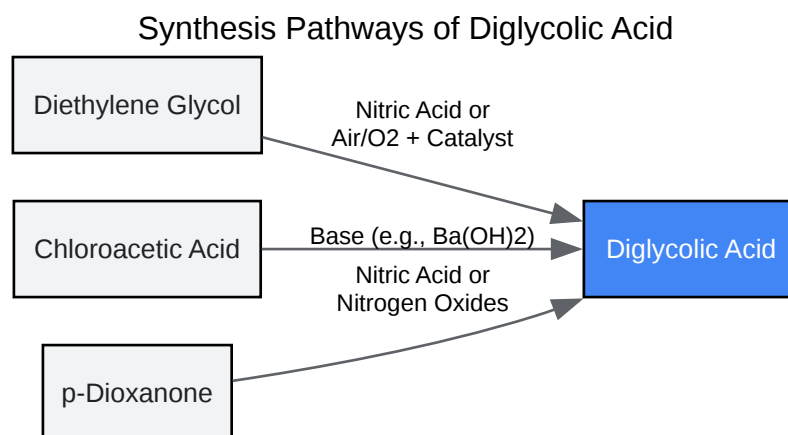 Synthesis Pathways of Diglycolic Acid
Diethylene Glycol
Nitric Acid or
Air/O2 + Catalyst
Chloroacetic Acid
Base (e.g., Ba(OH)2)
Diglycolic Acid
Nitric Acid or
Nitrogen Oxides
p-Dioxanone